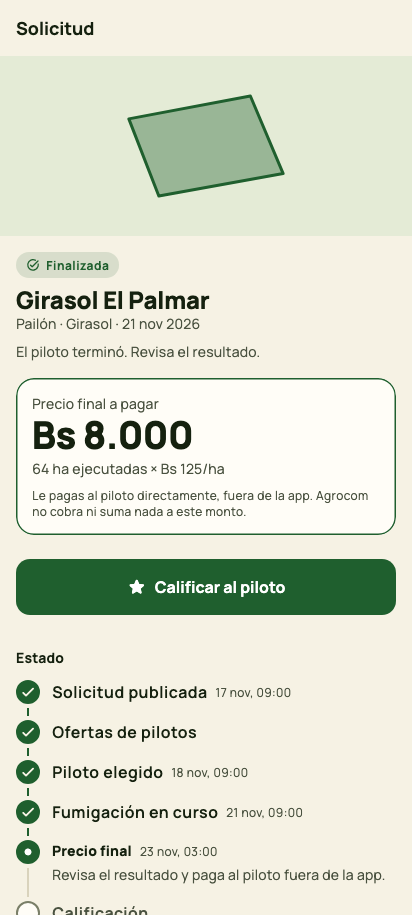 Solicitud
Finalizada
Girasol El Palmar
Pailón · Girasol · 21 nov 2026
El piloto terminó. Revisa el resultado.
Precio final a pagar
Bs 8.000
64 ha ejecutadas × Bs 125/ha
Le pagas al piloto directamente, fuera de la app. Agrocom
no cobra ni suma nada a este monto.
Calificar al piloto
Estado
Solicitud publicada 17 nov, 09:00
Ofertas de pilotos
Piloto elegido 18 nov, 09:00
Fumigación en curso 21 nov, 09:00
Precio final 23 nov, 03:00
Revisa el resultado y paga al piloto fuera de la app.
Calificación